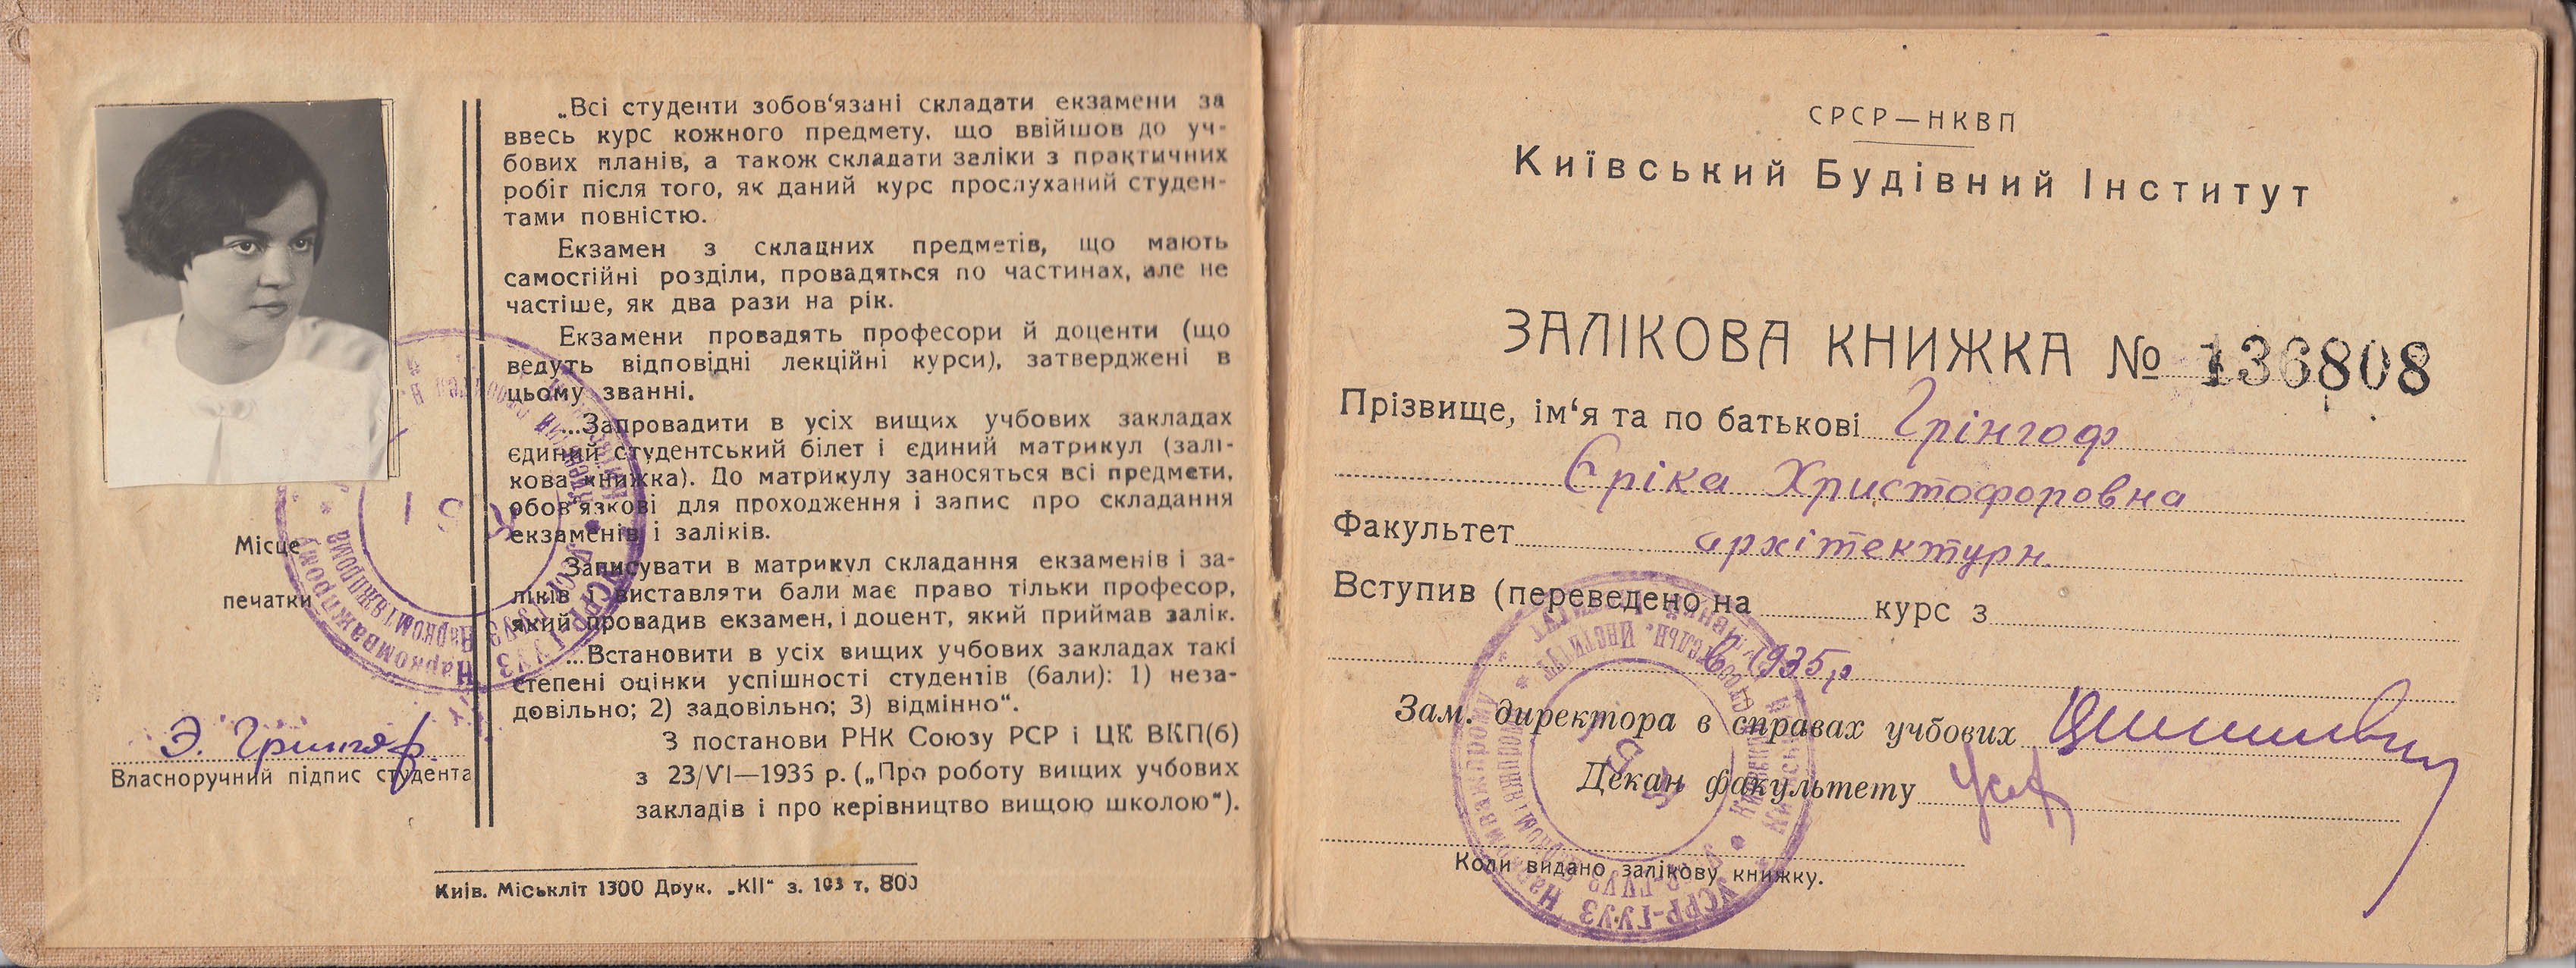 „Всі студенти зобов‘язані складати екзамени за
ввесь курс кожного предмету, що ввійшов до уч-
бових планів, а також складати заліки з практичних
робіт після того, як даний курс прослуханий студен-
тами повністю.
Екзамен з складних предметів, що мають
самостійні розділи, провадяться по частинах, але не
частіше, як два рази на рік.
Екзамени провадять професори й доценти (що
ведуть відповідні лекційні курси), затверджені в
цьому званні.
...Запровадити в усіх вищих учбових закладах
єдиний студентський білет і єдиний матрикул (залі-
кова книжка). До матрикулу заносяться всі предмети,
обов‘язкові для проходження і запис про складання
екзаменів і заліків.
Записувати в матрикул складання екзаменів і за-
ліків і виставляти бали має право тільки професор,
який провадив екзамен, і доцент, який приймав залік.
...Встановити в усіх вищих учбових закладах такі
степені оцінки успішності студентів (бали): 1) неза-
довільно; 2) задовільно; 3) відмінно“.
З постанови РНК Союзу РСР і ЦК ВКП(б)
з 23/VI—1936 р. („Про роботу вищих учбових
закладів і про керівництво вищою школою“).
Місце
печатки
Э. Грингоф
Власноручний підпис студента
Київ. Міськліт 1300 Друк. „КІІ“ з. 103 т. 800
СРСР—НКВП
Київський Будівний Інститут
ЗАЛІКОВА КНИЖКА № 136808
Прізвище, ім‘я та по батькові Грінгоф
Еріка Христофоровна
Факультет архітектурн.
Вступив (переведено на курс з
в 1935 р
Зам. директора в справах учбових
Декан факультету
Коли видано залікову книжку.
УСРР-ГУУЗ Наркомважпрому